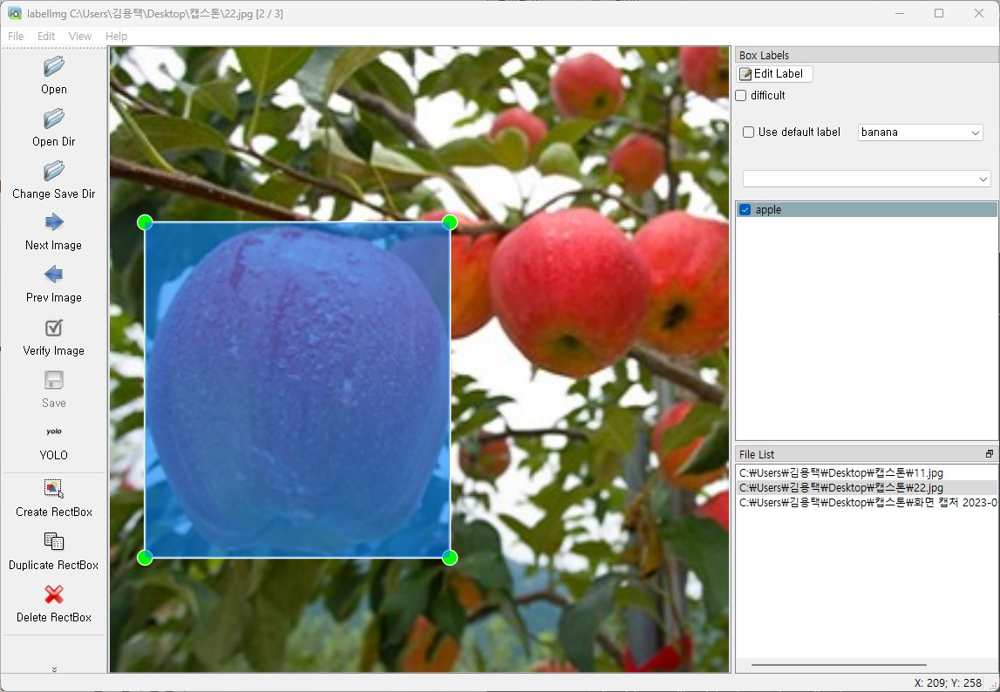 labelImg C:\Users\김용택\Desktop\캡스톤\22.jpg [2 / 3]
File Edit View Help
Open
Open Dir
Change Save Dir
Next Image
Prev Image
Verify Image
Save
yolo
YOLO
Create RectBox
Duplicate RectBox
Delete RectBox
Box Labels
Edit Label
difficult
Use default label banana
apple
File List
C:₩Users₩김용택₩Desktop₩캡스톤₩11.jpg
C:₩Users₩김용택₩Desktop₩캡스톤₩22.jpg
C:₩Users₩김용택₩Desktop₩캡스톤₩화면 캡처 2023-0
X: 209; Y: 258